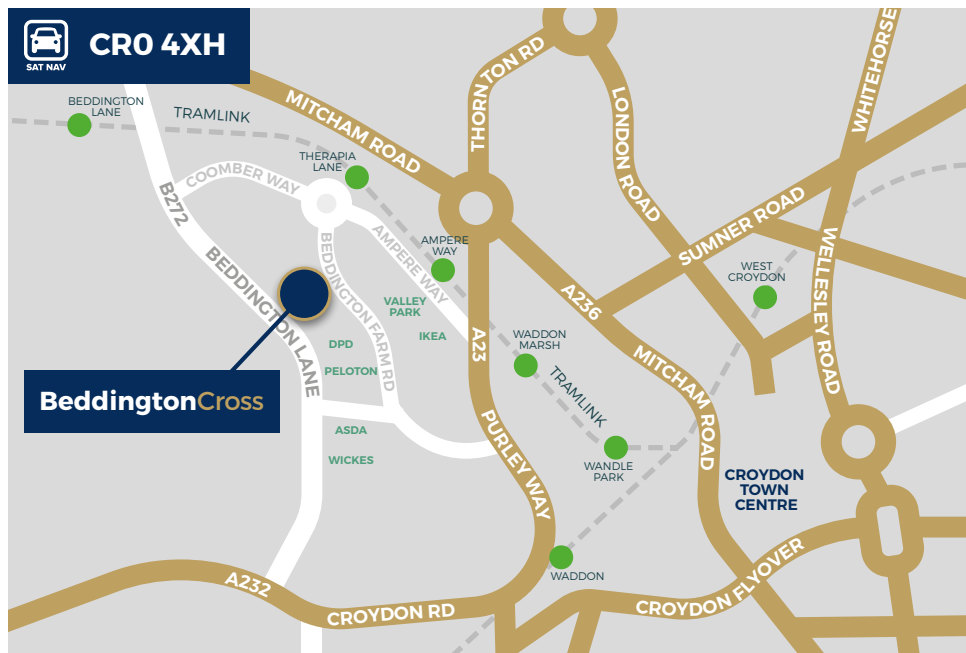 SAT NAV
CR0 4XH
BEDDINGTON
LANE
TRAMLINK
MITCHAM ROAD
THORNTON RD
LONDON ROAD
WHITEHORSE
THERAPIA
LANE
COOMBER WAY
B272
BEDDINGTON LANE
BEDDINGTON FARM RD
AMPERE WAY
AMPERE
WAY
SUMNER ROAD
WELLESLEY ROAD
WEST
CROYDON
VALLEY
PARK
IKEA
A236
MITCHAM ROAD
A23
PURLEY WAY
WADDON
MARSH
TRAMLINK
DPD
PELOTON
BeddingtonCross
ASDA
WICKES
WANDLE
PARK
CROYDON
TOWN
CENTRE
WADDON
A232
CROYDON RD
CROYDON FLYOVER